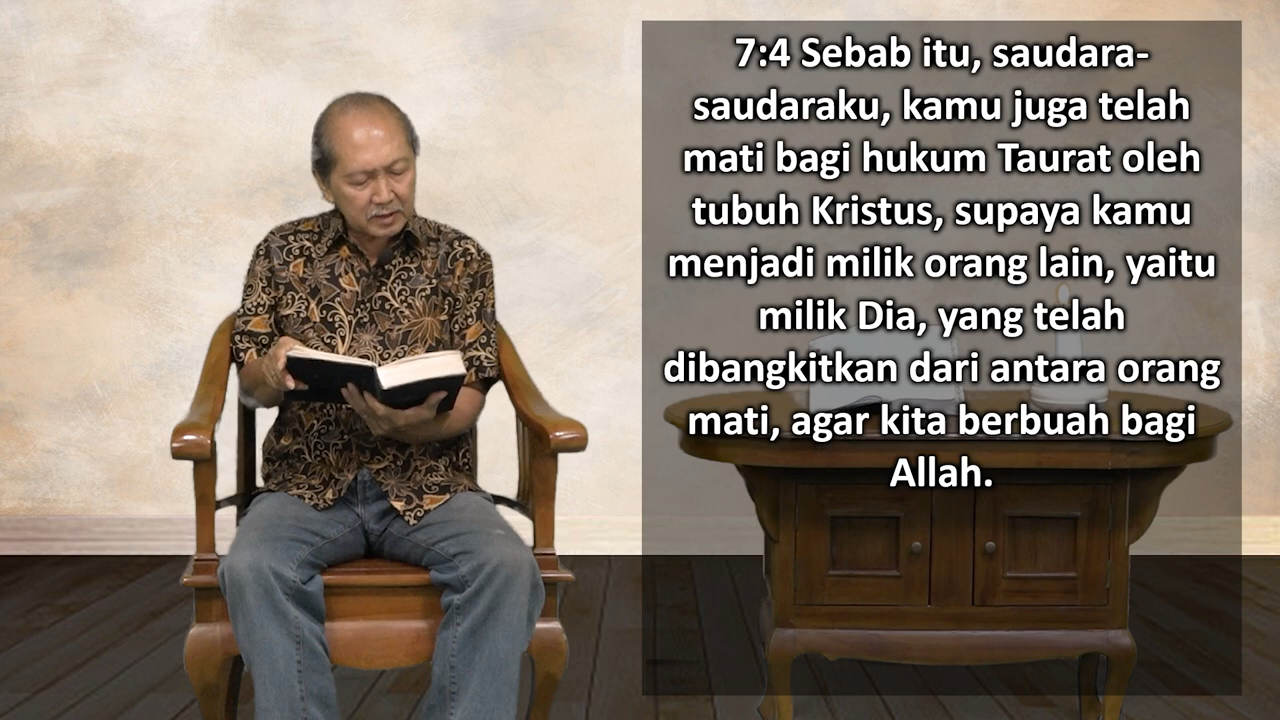 7:4 Sebab itu, saudara-
saudaraku, kamu juga telah
mati bagi hukum Taurat oleh
tubuh Kristus, supaya kamu
menjadi milik orang lain, yaitu
milik Dia, yang telah
dibangkitkan dari antara orang
mati, agar kita berbuah bagi
Allah.